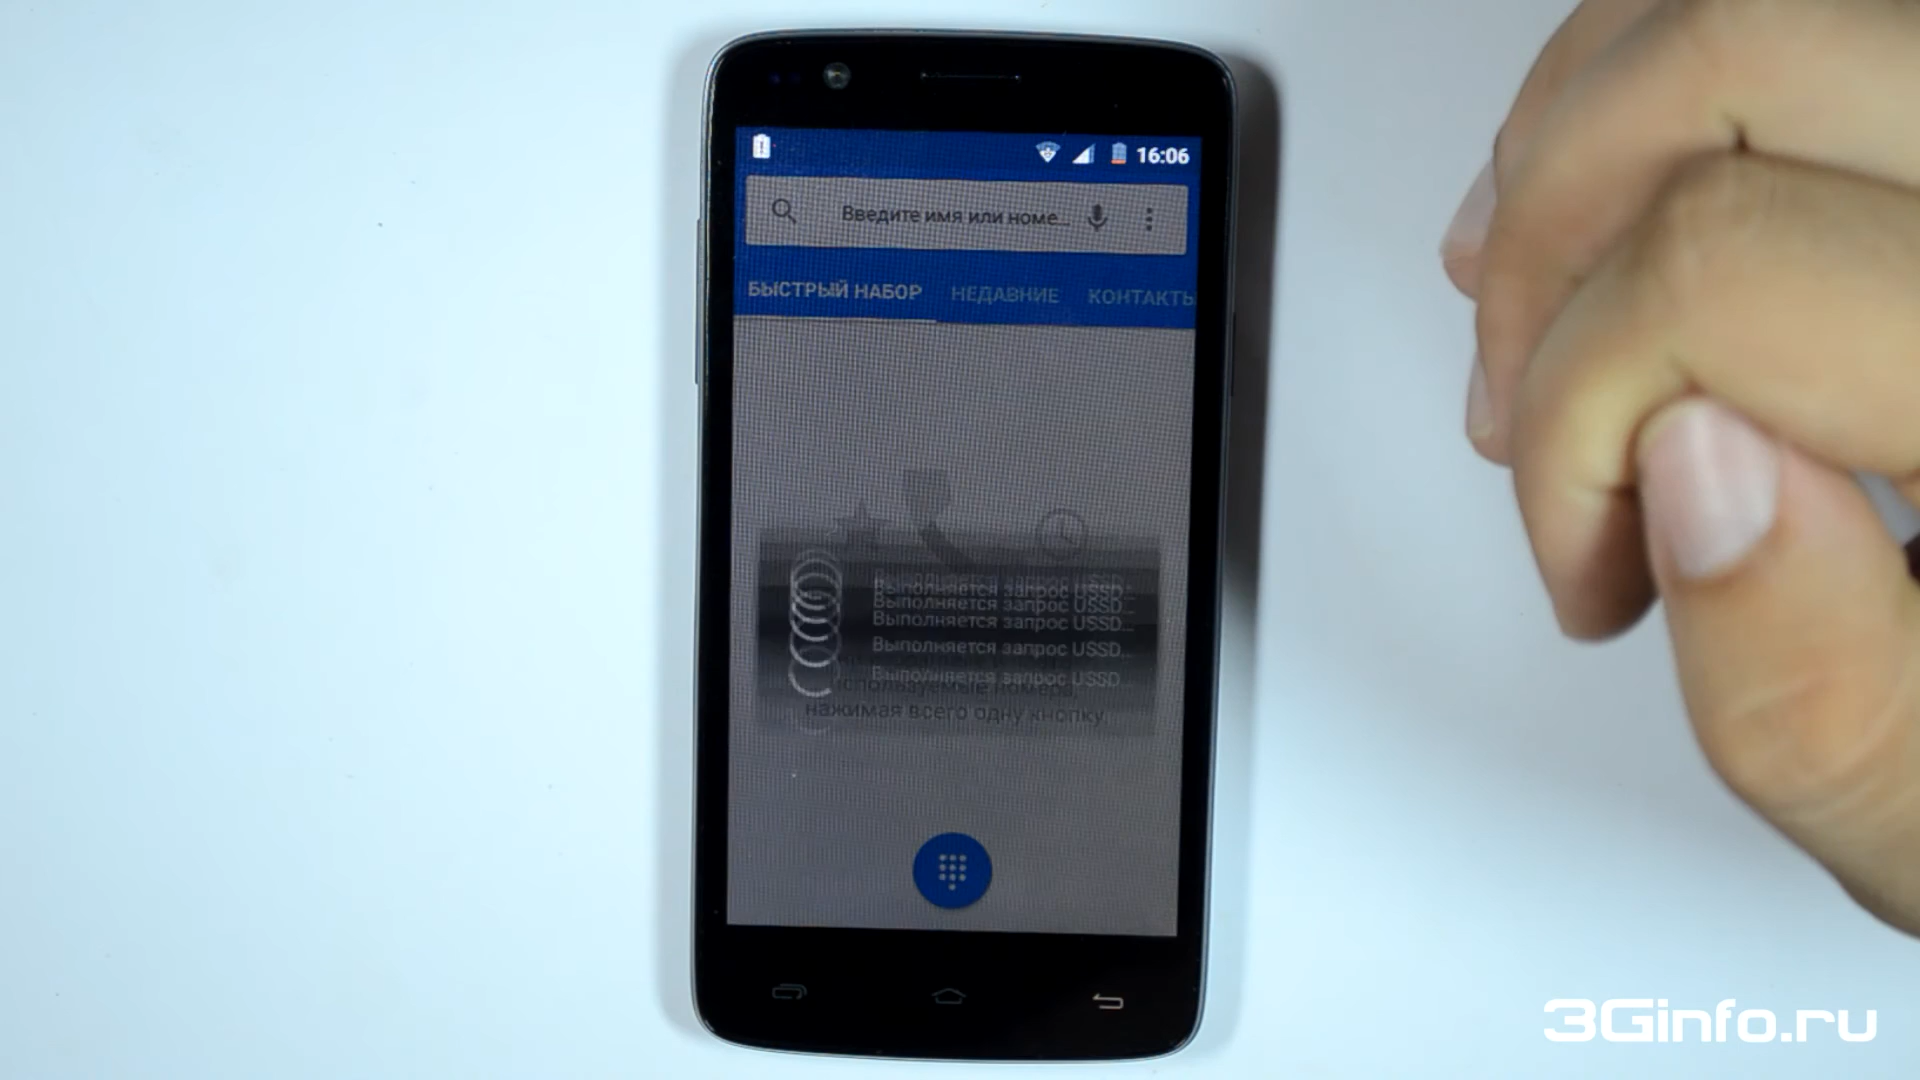 16:06
Введите имя или номе...
БЫСТРЫЙ НАБОР НЕДАВНИЕ КОНТАКТЫ
Выполняется запрос USSD...
Выполняется запрос USSD...
Выполняется запрос USSD...
Выполняется запрос USSD...
Выполняется запрос USSD
используемые номера,
нажимая всего одну кнопку.
3Ginfo.ru